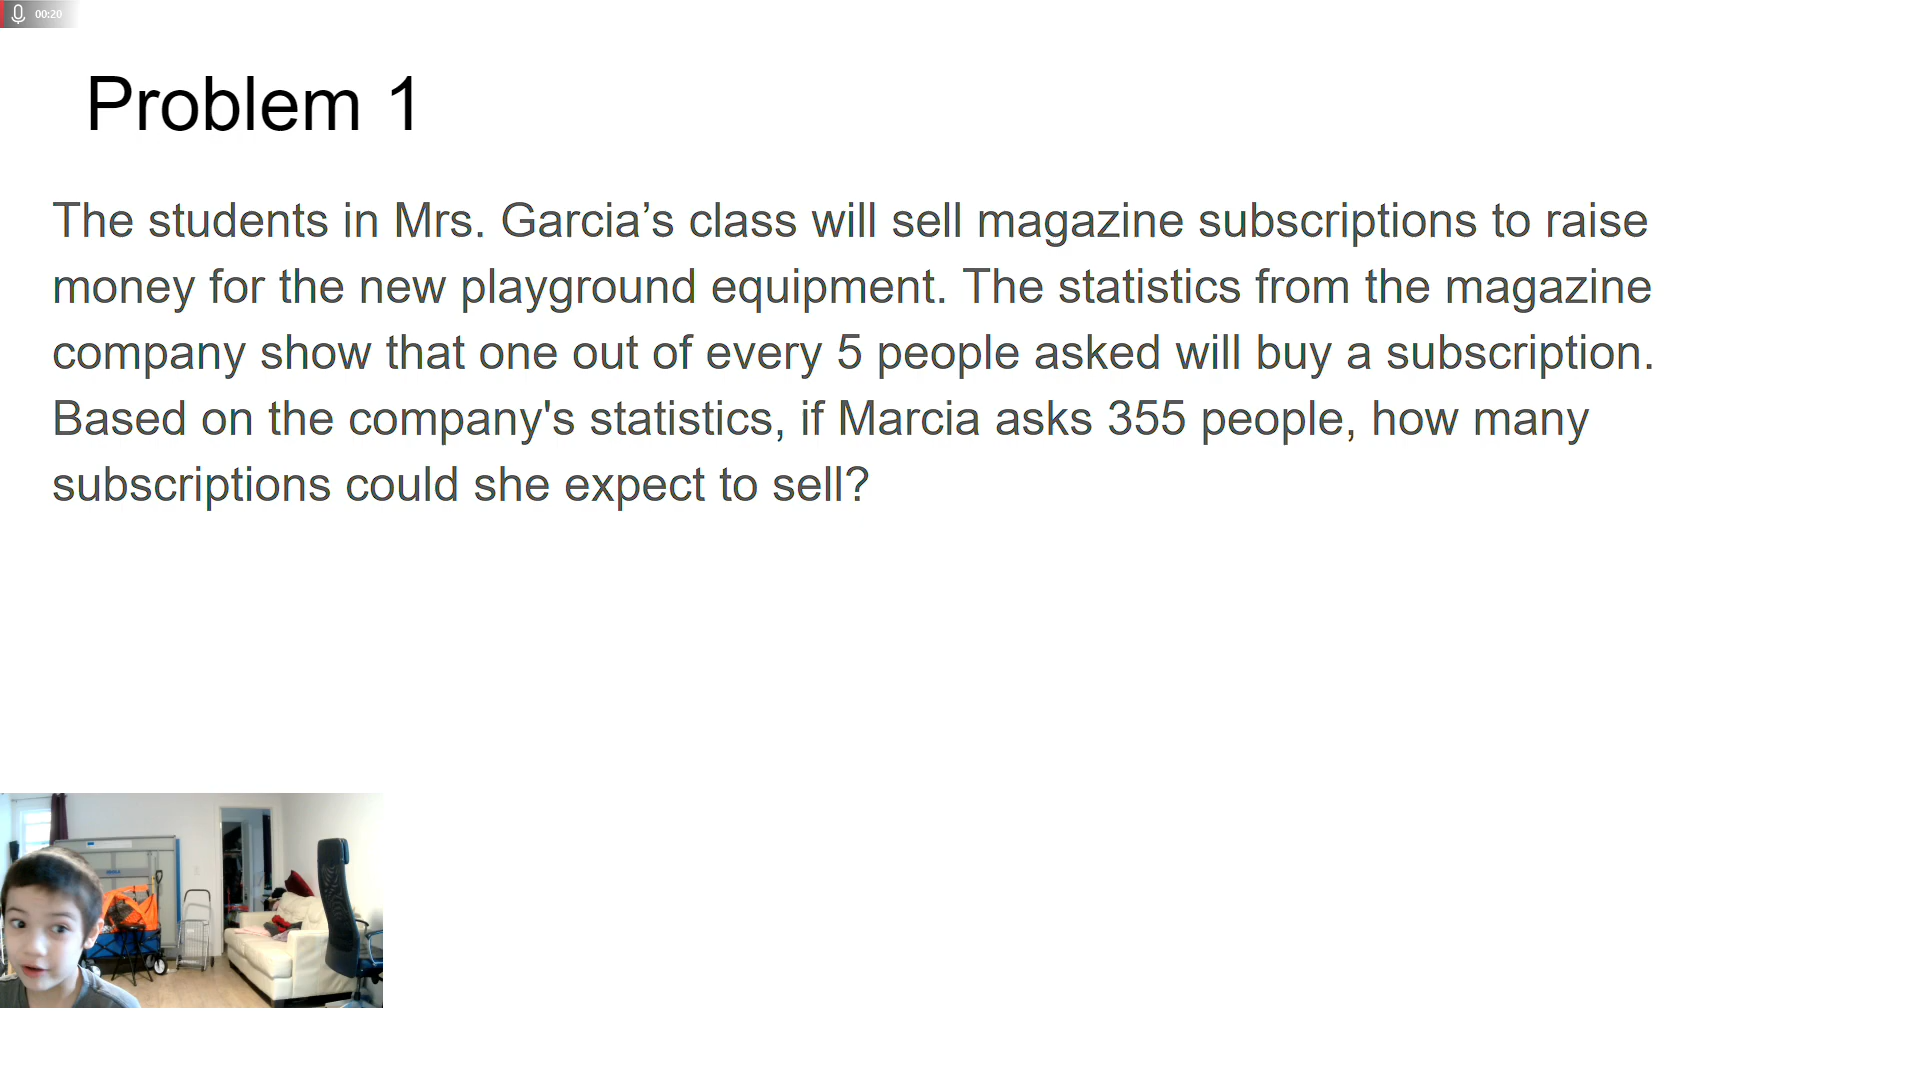 00:20
Problem 1
The students in Mrs. Garcia’s class will sell magazine subscriptions to raise
money for the new playground equipment. The statistics from the magazine
company show that one out of every 5 people asked will buy a subscription.
Based on the company's statistics, if Marcia asks 355 people, how many
subscriptions could she expect to sell?